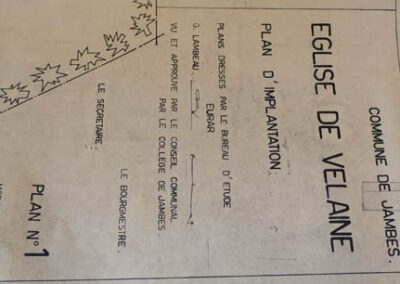 COMMUNE DE JAMBES.
EGLISE DE VELAINE
PLAN D'IMPLANTATION
PLANS DRESSES PAR LE BUREAU D'ETUDE
EURAR
G. LAMBEAU.
VU ET APPROUVE PAR LE CONSEIL COMMUNAL
PAR LE COLLEGE DE JAMBES.
LE SECRETAIRE.
LE BOURGMESTRE.
PLAN N° 1